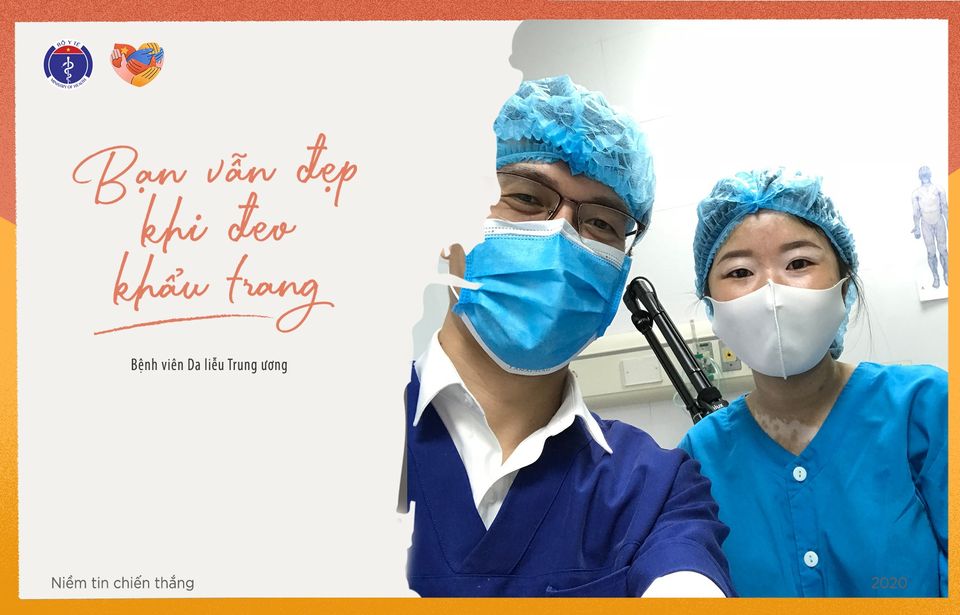 BỘ Y TẾ
MINISTRY OF HEALTH
Bạn vẫn đẹp
khi đeo
khẩu trang
Bệnh viên Da liễu Trung ương
Niềm tin chiến thắng
2020